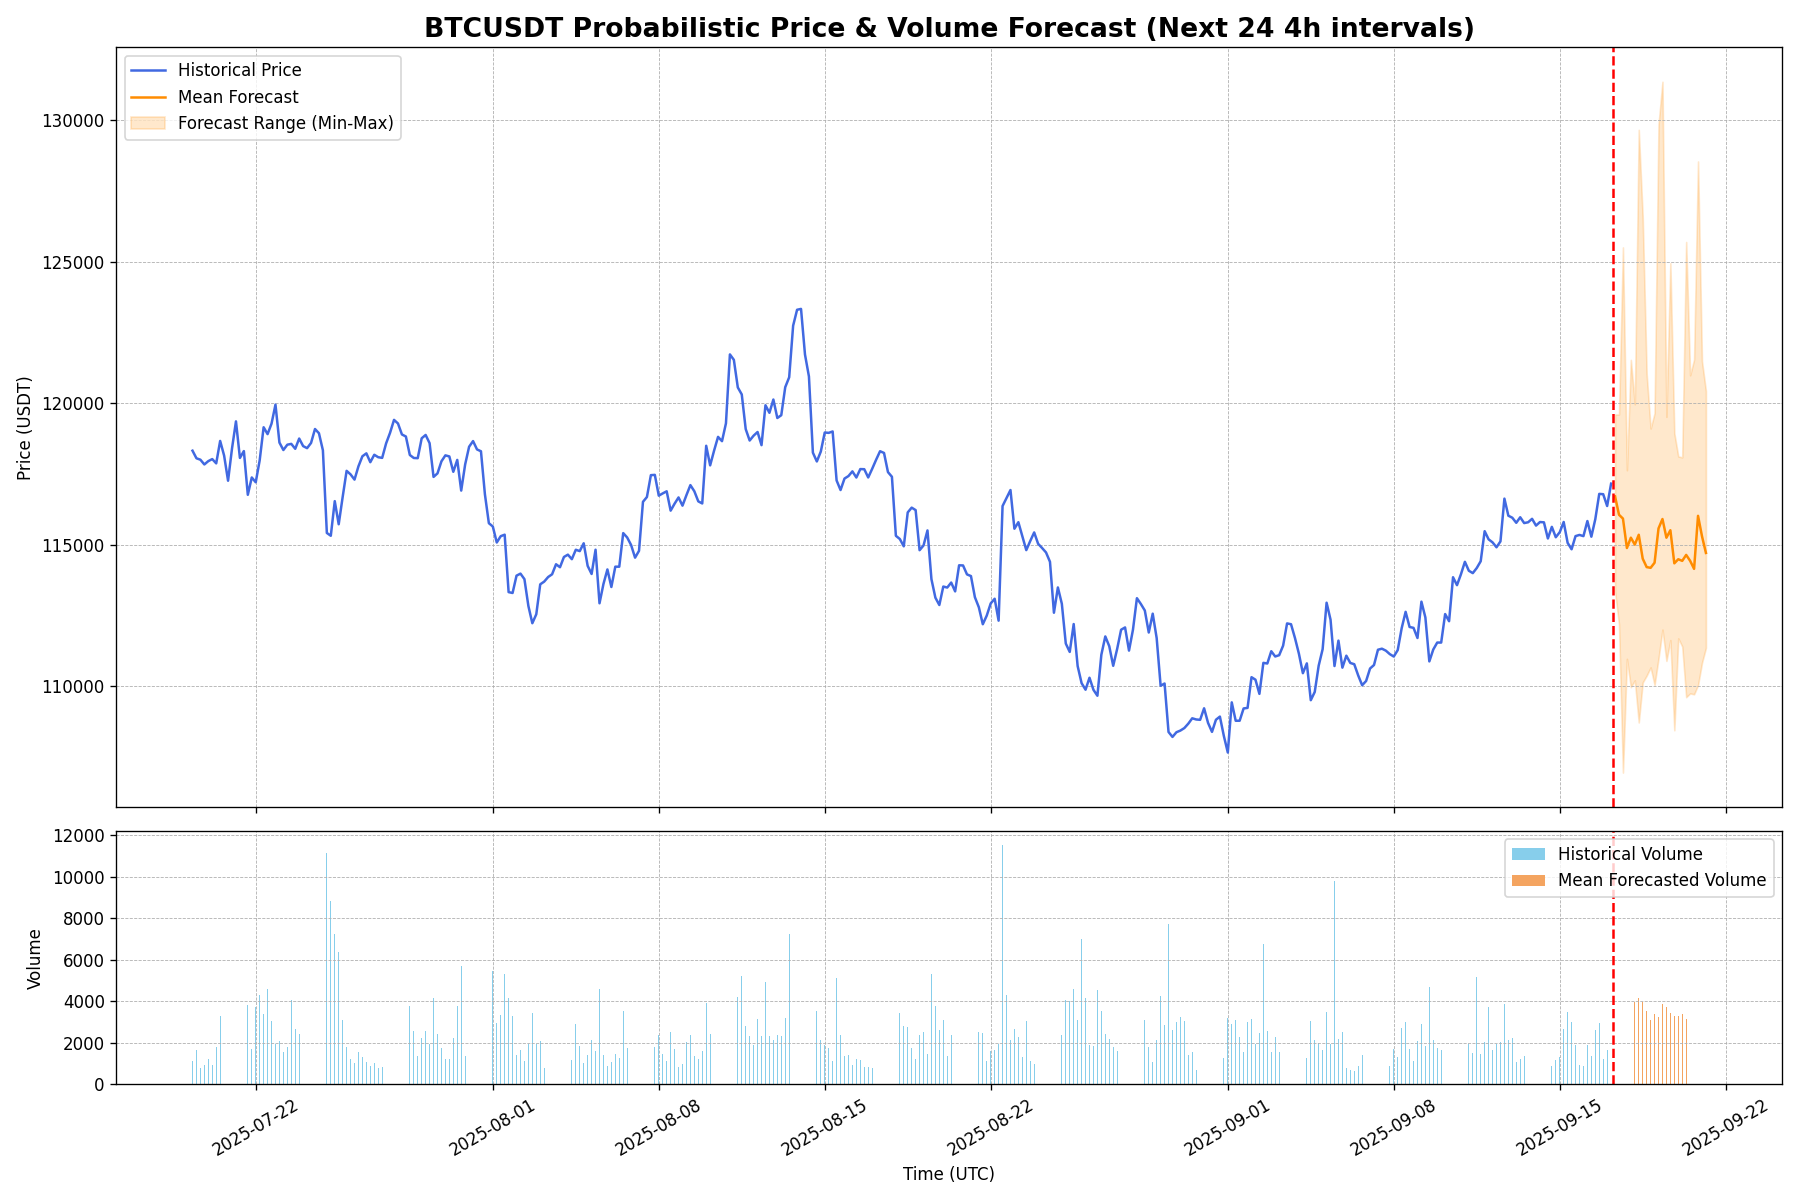 BTCUSDT Probabilistic Price & Volume Forecast (Next 24 4h intervals)
Historical Price
Mean Forecast
Forecast Range (Min-Max)
Price (USDT)
130000
125000
120000
115000
110000
Historical Volume
Mean Forecasted Volume
Volume
12000
10000
8000
6000
4000
2000
0
2025-07-22
2025-08-01
2025-08-08
2025-08-15
2025-08-22
2025-09-01
2025-09-08
2025-09-15
2025-09-22
Time (UTC)